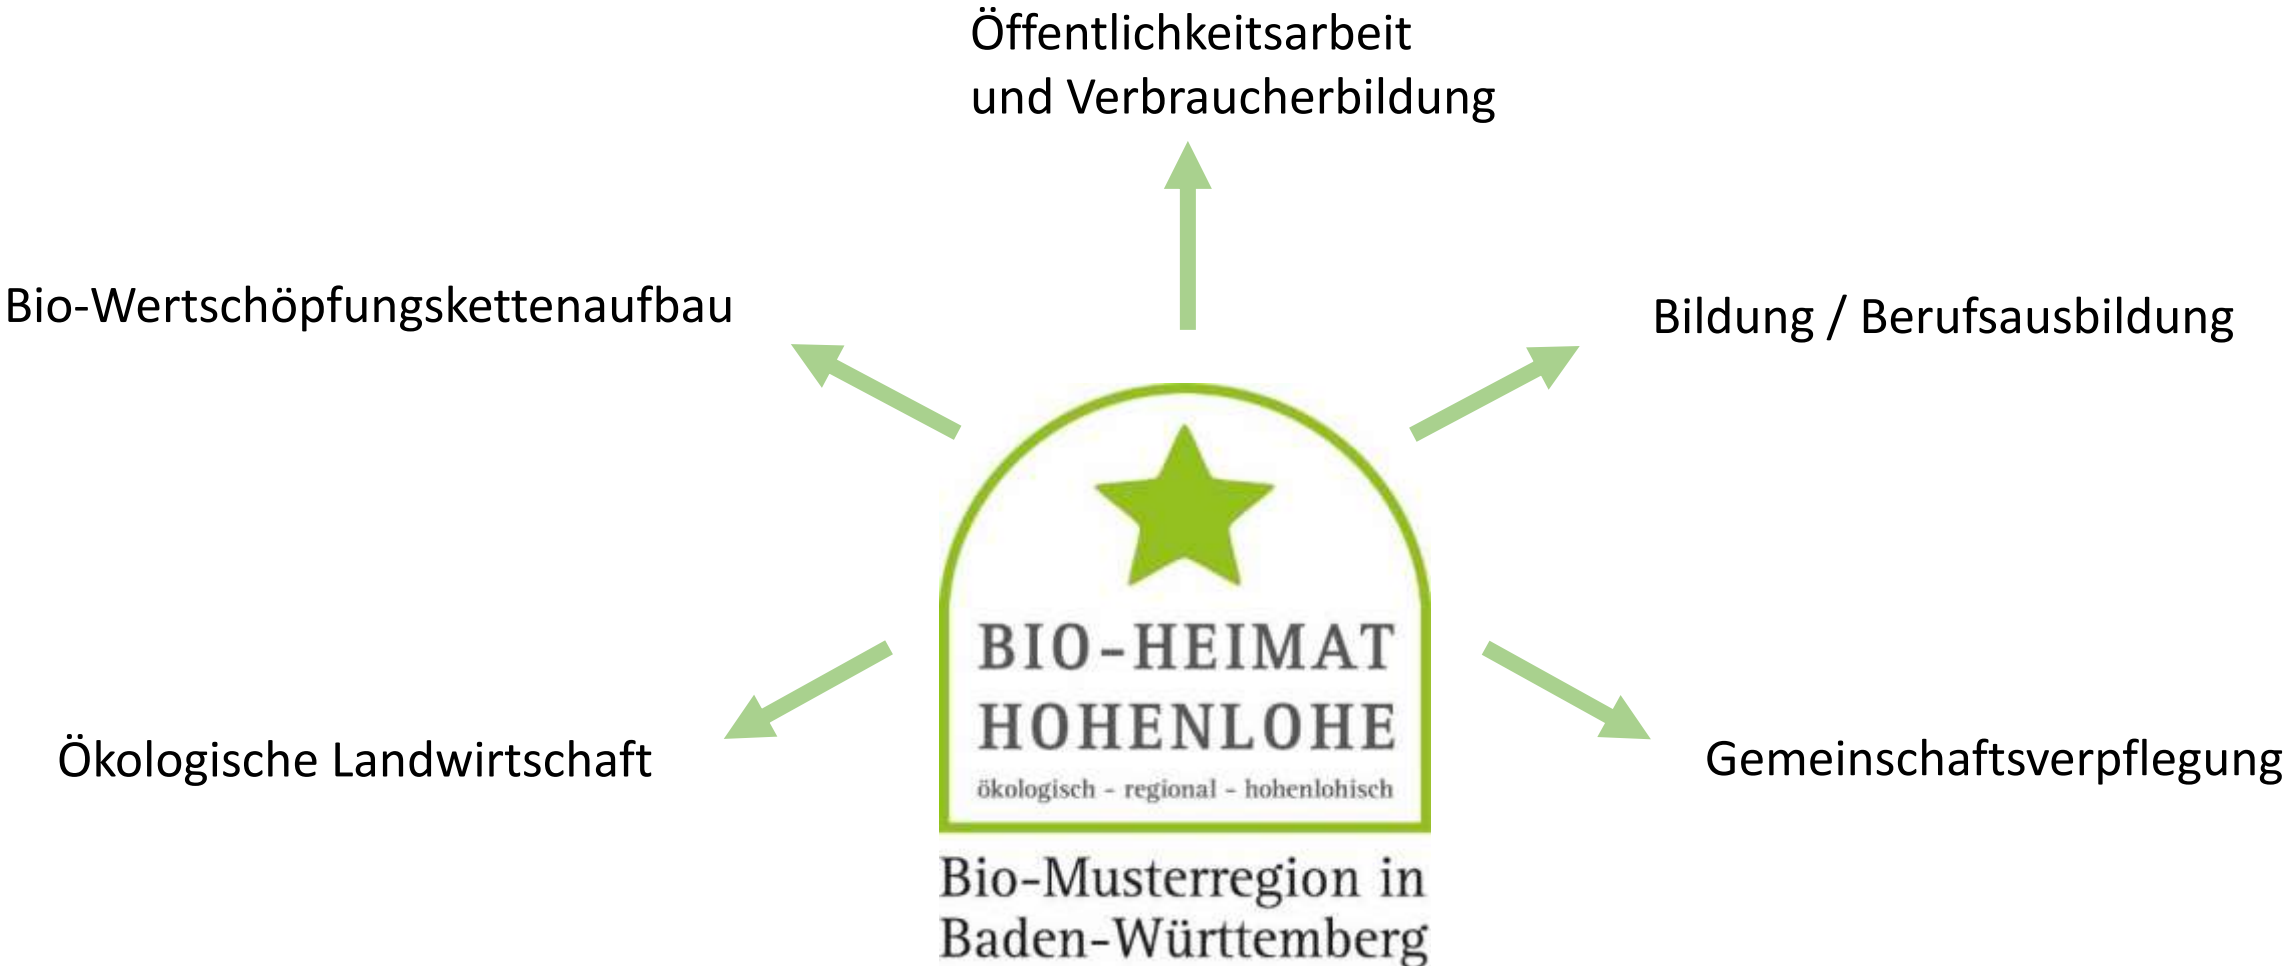 Öffentlichkeitsarbeit
und Verbraucherbildung
Bio-Wertschöpfungskettenaufbau
Bildung / Berufsausbildung
Ökologische Landwirtschaft
Gemeinschaftsverpflegung
BIO-HEIMAT
HOHENLOHE
ökologisch - regional - hohenlohisch
Bio-Musterregion in
Baden-Württemberg